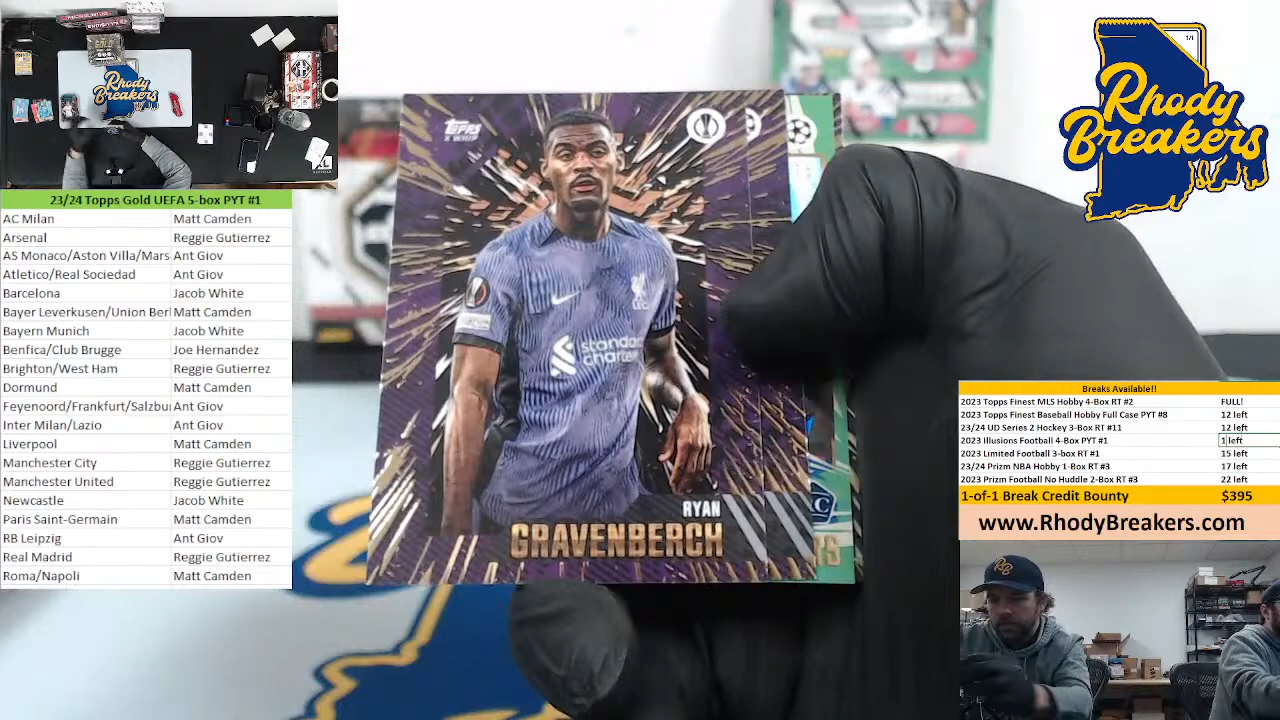 23/24 Topps Gold UEFA 5-box PYT #1
AC Milan Matt Camden
Arsenal Reggie Gutierrez
AS Monaco/Aston Villa/Mars Ant Giov
Atletico/Real Sociedad Ant Giov
Barcelona Jacob White
Bayer Leverkusen/Union Berl Matt Camden
Bayern Munich Jacob White
Benfica/Club Brugge Joe Hernandez
Brighton/West Ham Reggie Gutierrez
Dormund Matt Camden
Feyenoord/Frankfurt/Salzbu Ant Giov
Inter Milan/Lazio Ant Giov
Liverpool Matt Camden
Manchester City Reggie Gutierrez
Manchester United Reggie Gutierrez
Newcastle Jacob White
Paris Saint-Germain Matt Camden
RB Leipzig Ant Giov
Real Madrid Reggie Gutierrez
Roma/Napoli Matt Camden
Rhody
Breakers
GOLD
Topps
standard
chartere
RYAN
GRAVENBERCH
1/1
Rhody
Breakers
Breaks Available!!
2023 Topps Finest MLS Hobby 4-Box RT #2 FULL!
2023 Topps Finest Baseball Hobby Full Case PYT #8 12 left
23/24 UD Series 2 Hockey 3-Box RT #11 12 left
2023 Illusions Football 4-Box PYT #1 1 left
2023 Limited Football 3-box RT #1 15 left
23/24 Prizm NBA Hobby 1-Box RT #3 17 left
2023 Prizm Football No Huddle 2-Box RT #3 22 left
1-of-1 Break Credit Bounty $395
www.RhodyBreakers.com
RB